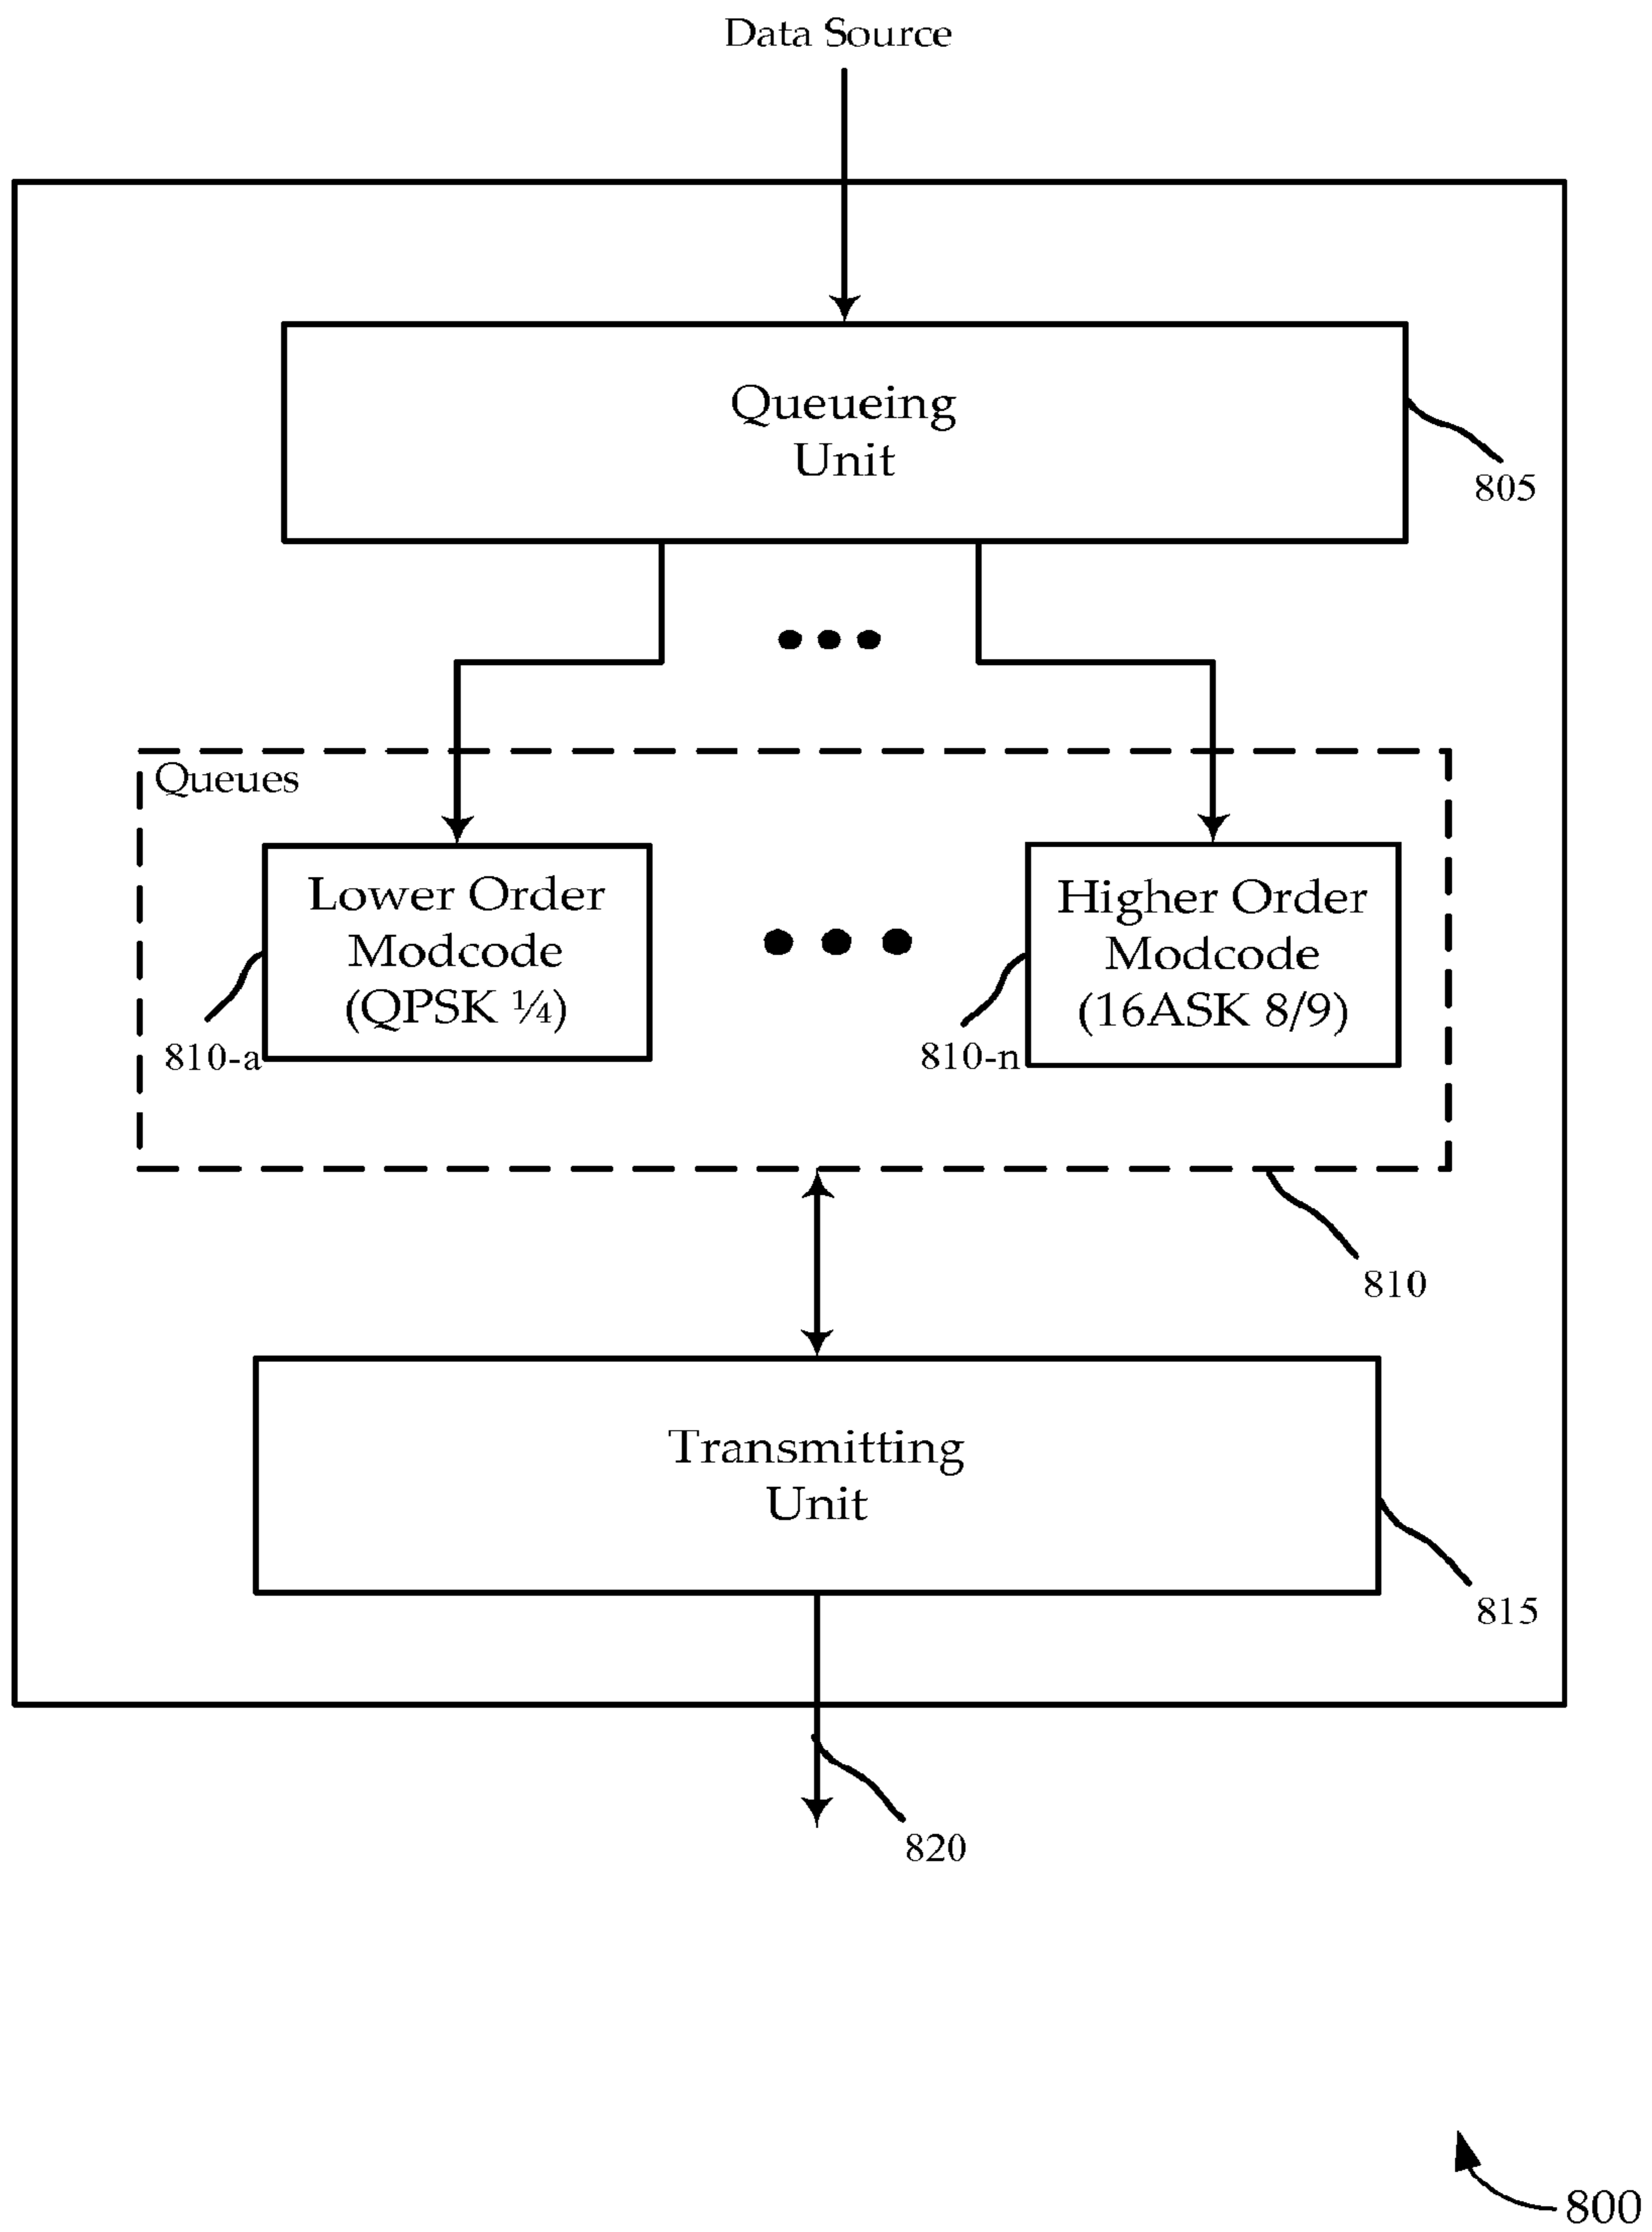 Data Source
Queueing
Unit
805
Queues
Lower Order
Modcode
(QPSK ¼)
810-a
Higher Order
Modcode
(16ASK 8/9)
810-n
810
Transmitting
Unit
815
820
800